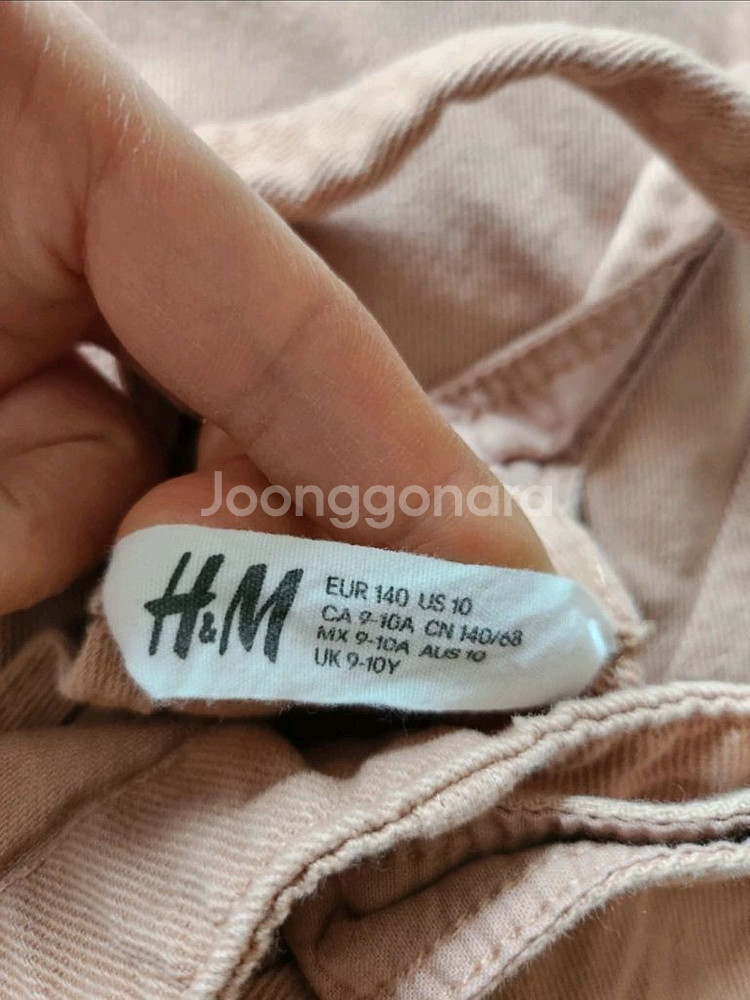 Joonggonara
H&M
EUR 140 US 10
CA 9-10A CN 140/68
MX 9-10A AUS 10
UK 9-10Y